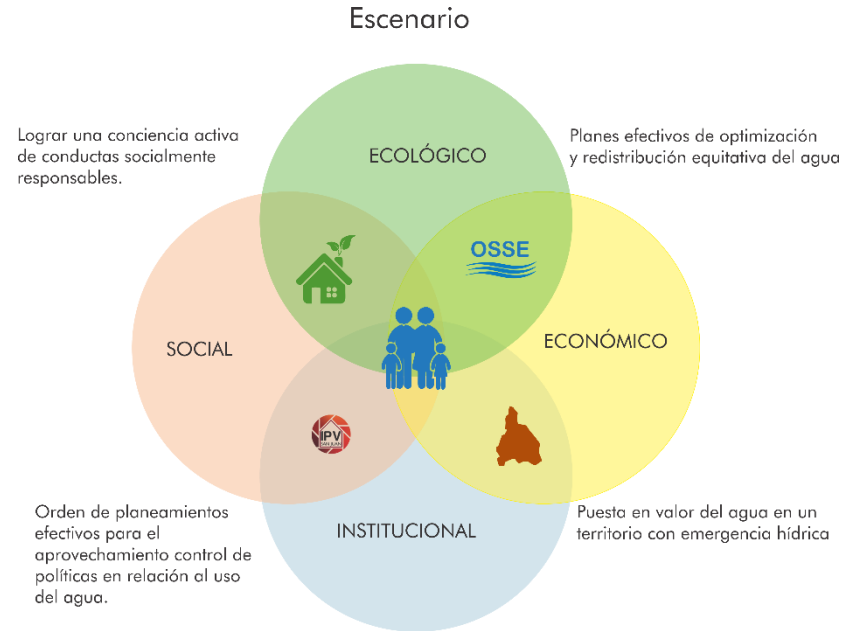 Escenario
Lograr una conciencia activa
de conductas socialmente
responsables.
ECOLÓGICO
Planes efectivos de optimización
y redistribución equitativa del agua
OSSE
SOCIAL
ECONÓMICO
IPV
SAN JUAN
Orden de planeamientos
efectivos para el
aprovechamiento control de
políticas en relación al uso
del agua.
INSTITUCIONAL
Puesta en valor del agua en un
territorio con emergencia hídrica